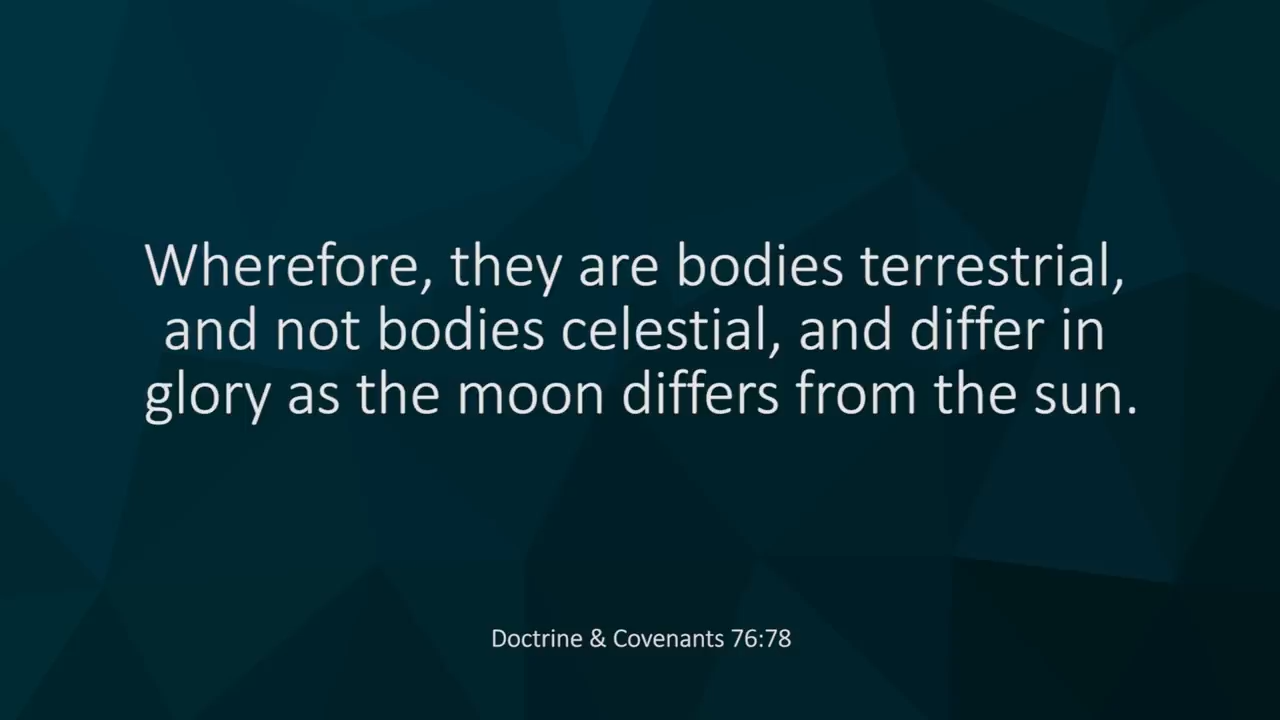 Wherefore, they are bodies terrestrial,
and not bodies celestial, and differ in
glory as the moon differs from the sun.
Doctrine & Covenants 76:78